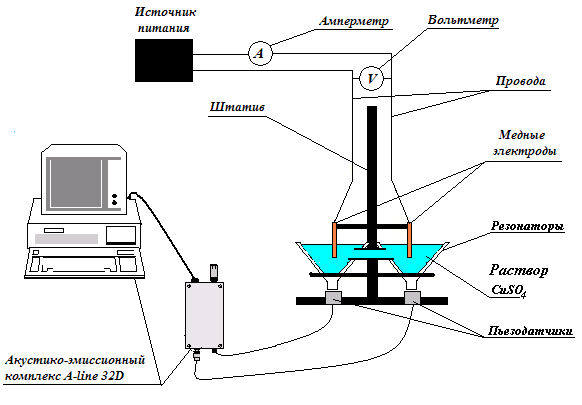 Источник
питания
Амперметр
Вольтметр
A
V
Провода
Штатив
Медные
электроды
Резонаторы
Раствор
CuSO4
Пьезодатчики
Акустико-эмиссионный
комплекс A-line 32D